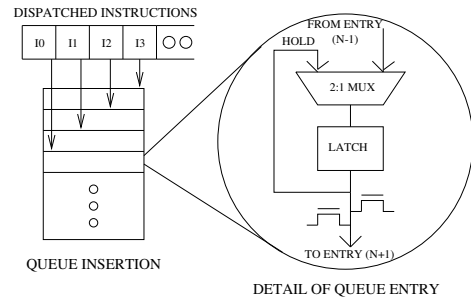 DISPATCHED INSTRUCTIONS
I0 I1 I2 I3
QUEUE INSERTION
FROM ENTRY
(N-1)
HOLD
2:1 MUX
LATCH
TO ENTRY (N+1)
DETAIL OF QUEUE ENTRY